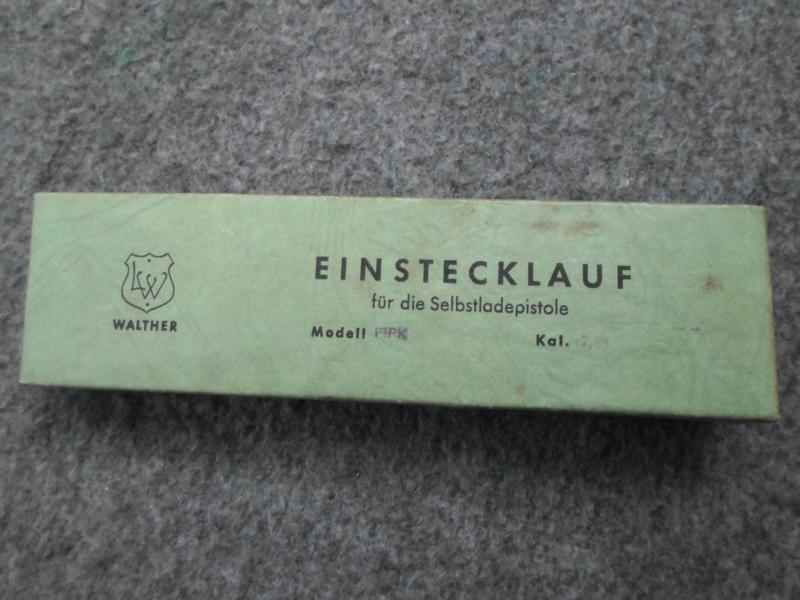 LW
WALTHER
EINSTECKLAUF
für die Selbstladepistole
Modell PPK
Kal.